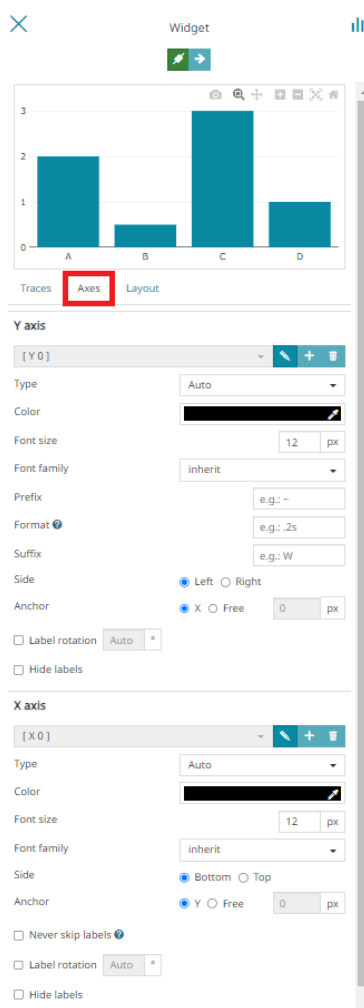 Widget
3
2
1
0
A B C D
Traces Axes Layout
Y axis
[ Y 0 ]
Type Auto
Color
Font size 12 px
Font family inherit
Prefix e.g.: ~
Format e.g.: .2s
Suffix e.g.: W
Side Left Right
Anchor X Free 0 px
Label rotation Auto °
Hide labels
X axis
[ X 0 ]
Type Auto
Color
Font size 12 px
Font family inherit
Side Bottom Top
Anchor Y Free 0 px
Never skip labels
Label rotation Auto °
Hide labels